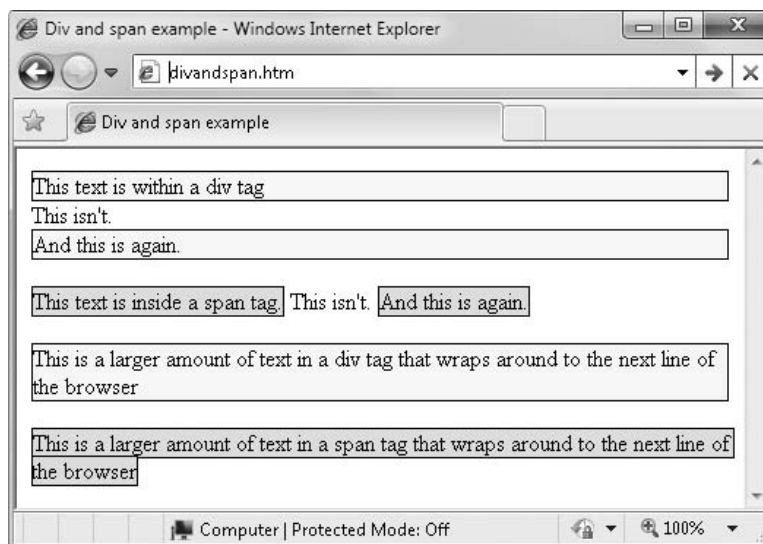 Div and span example - Windows Internet Explorer
divandspan.htm
Div and span example
This text is within a div tag
This isn't.
And this is again.
This text is inside a span tag. This isn't. And this is again.
This is a larger amount of text in a div tag that wraps around to the next line of
the browser
This is a larger amount of text in a span tag that wraps around to the next line of
the browser
Computer | Protected Mode: Off 100%